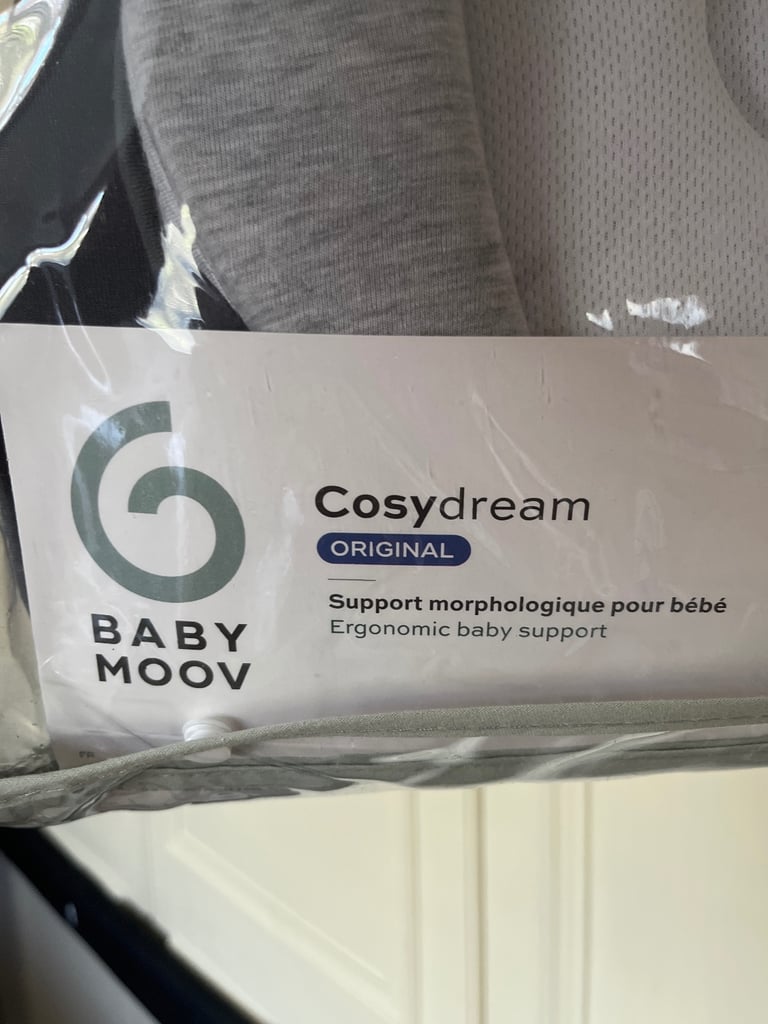 BABY
MOOV
Cosydream
ORIGINAL
Support morphologique pour bébé
Ergonomic baby support